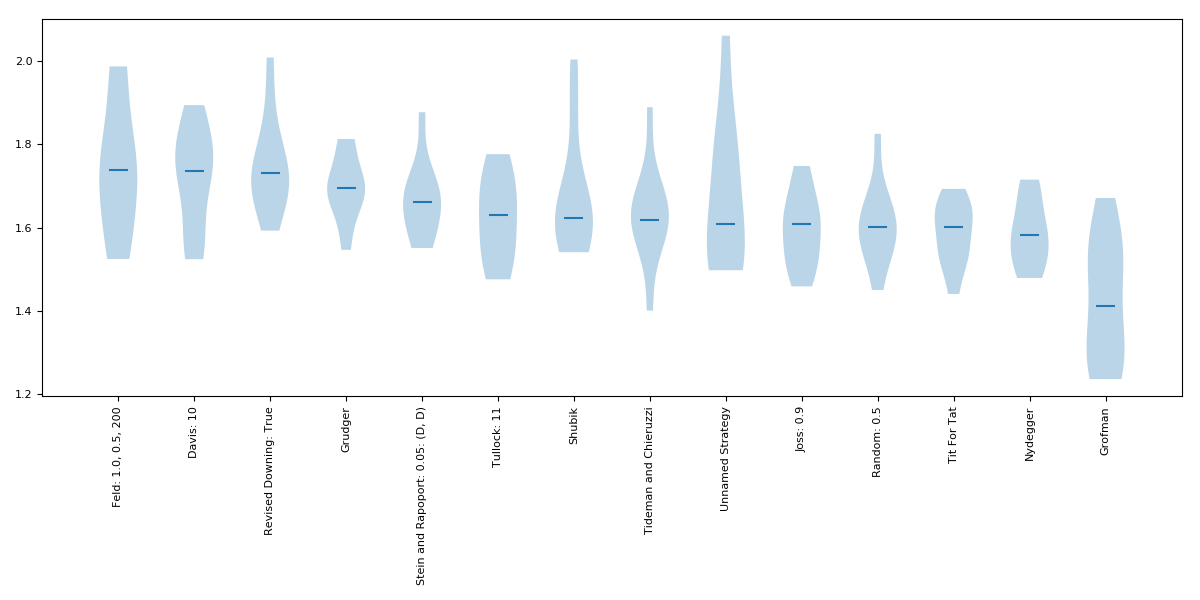 2.0
1.8
1.6
1.4
1.2
Feld: 1.0, 0.5, 200
Davis: 10
Revised Downing: True
Grudger
Stein and Rapoport: 0.05: (D, D)
Tullock: 11
Shubik
Tideman and Chieruzzi
Unnamed Strategy
Joss: 0.9
Random: 0.5
Tit For Tat
Nydegger
Grofman